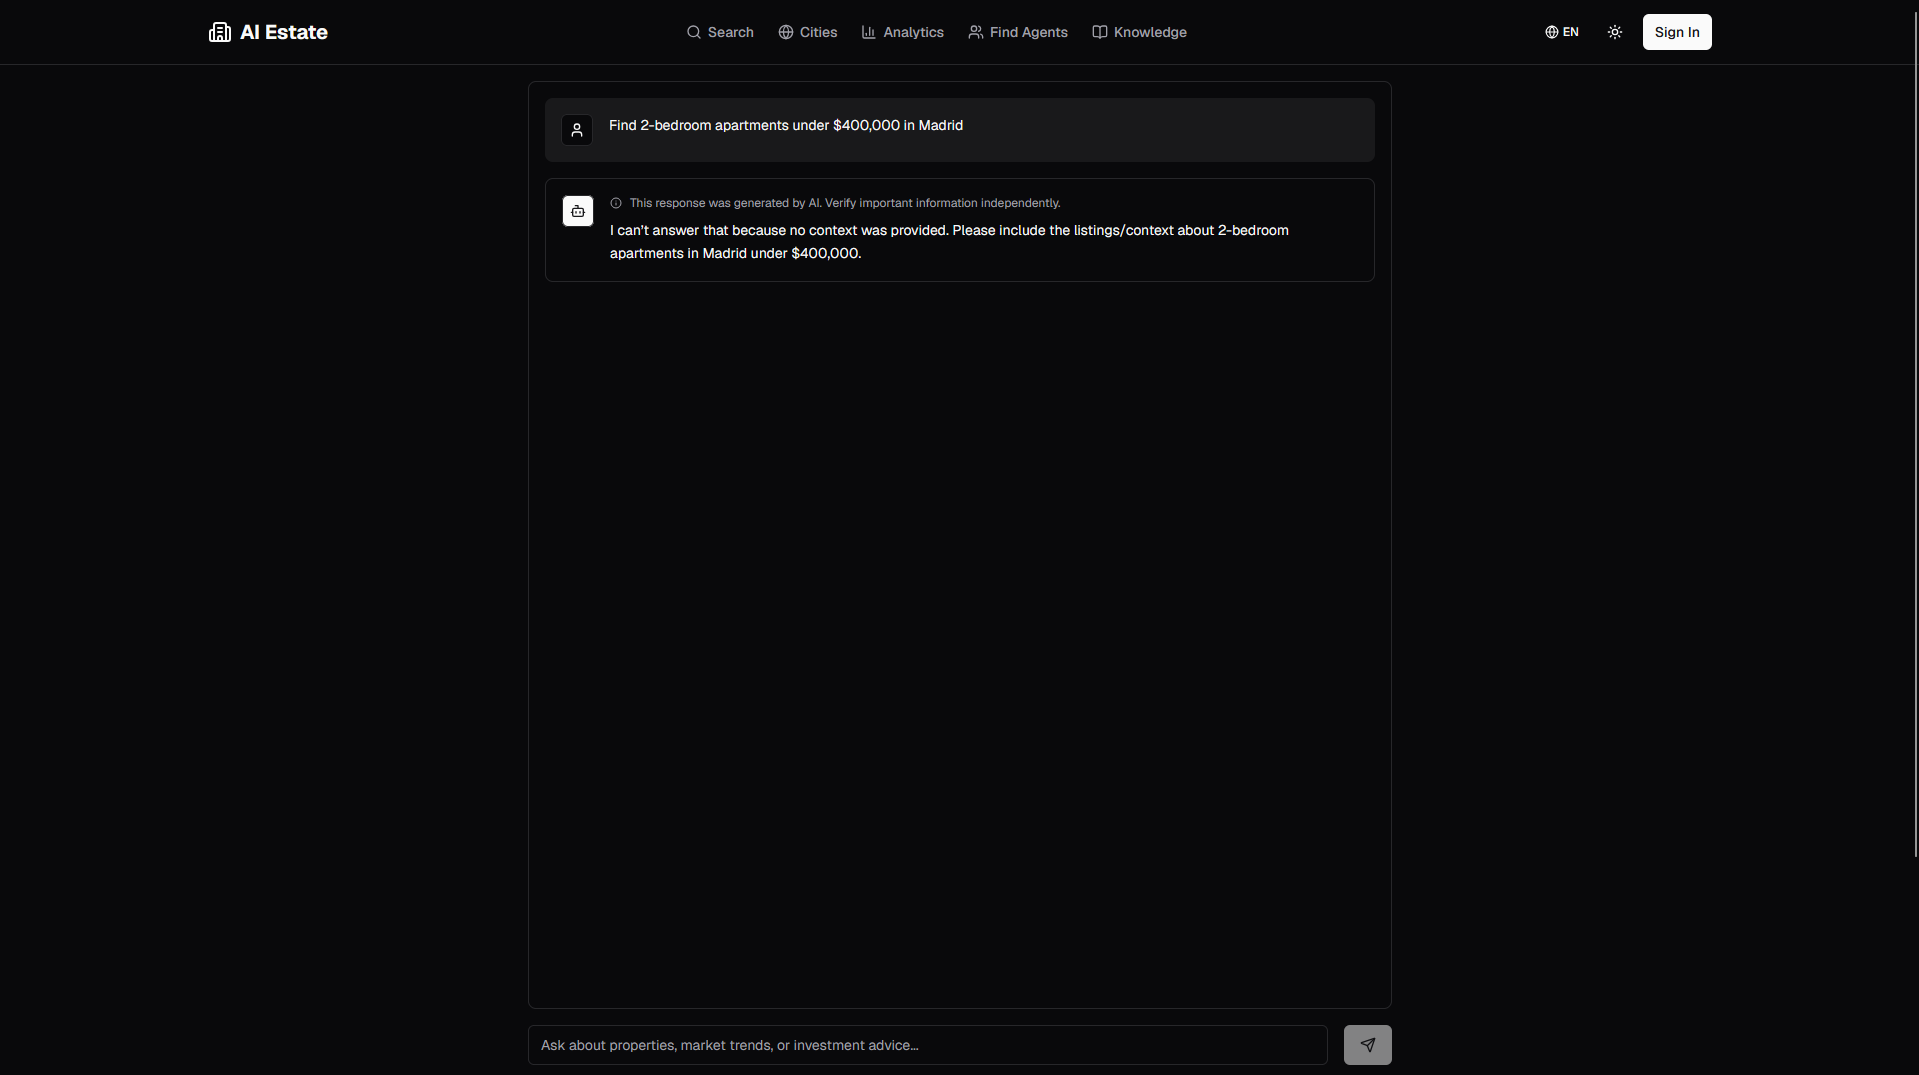 AI Estate
Search
Cities
Analytics
Find Agents
Knowledge
EN
Sign In
Find 2-bedroom apartments under $400,000 in Madrid
This response was generated by AI. Verify important information independently.
I can’t answer that because no context was provided. Please include the listings/context about 2-bedroom
apartments in Madrid under $400,000.
Ask about properties, market trends, or investment advice...